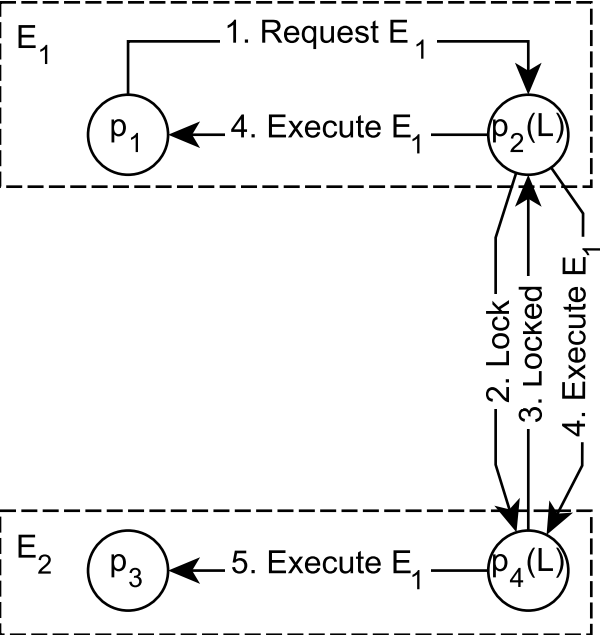 E₁
1. Request E₁
p₁
4. Execute E₁
p₂(L)
2. Lock
3. Locked
4. Execute E₁
E₂
p₃
5. Execute E₁
p₄(L)